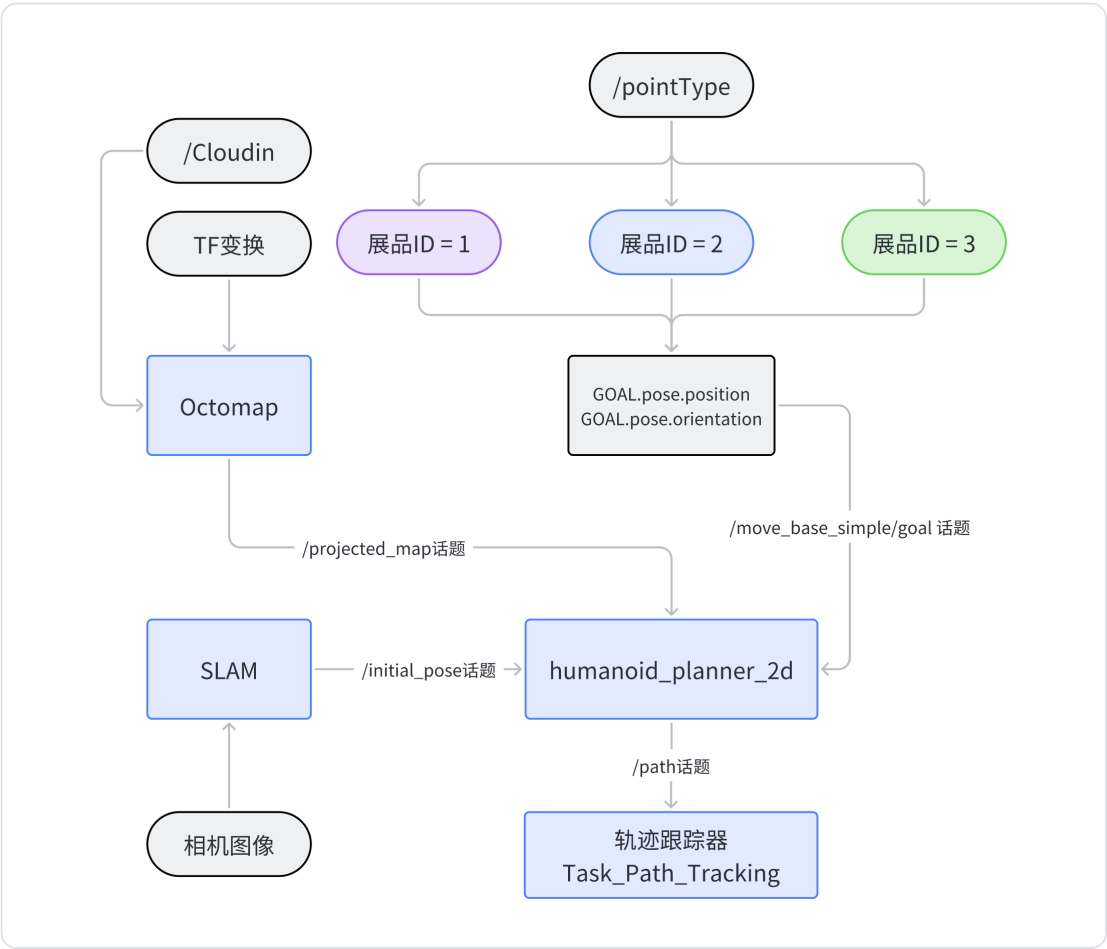 /pointType
/Cloudin
TF变换
展品ID = 1
展品ID = 2
展品ID = 3
Octomap
GOAL.pose.position
GOAL.pose.orientation
/move_base_simple/goal 话题
/projected_map话题
SLAM
/initial_pose话题
humanoid_planner_2d
/path话题
相机图像
轨迹跟踪器
Task_Path_Tracking